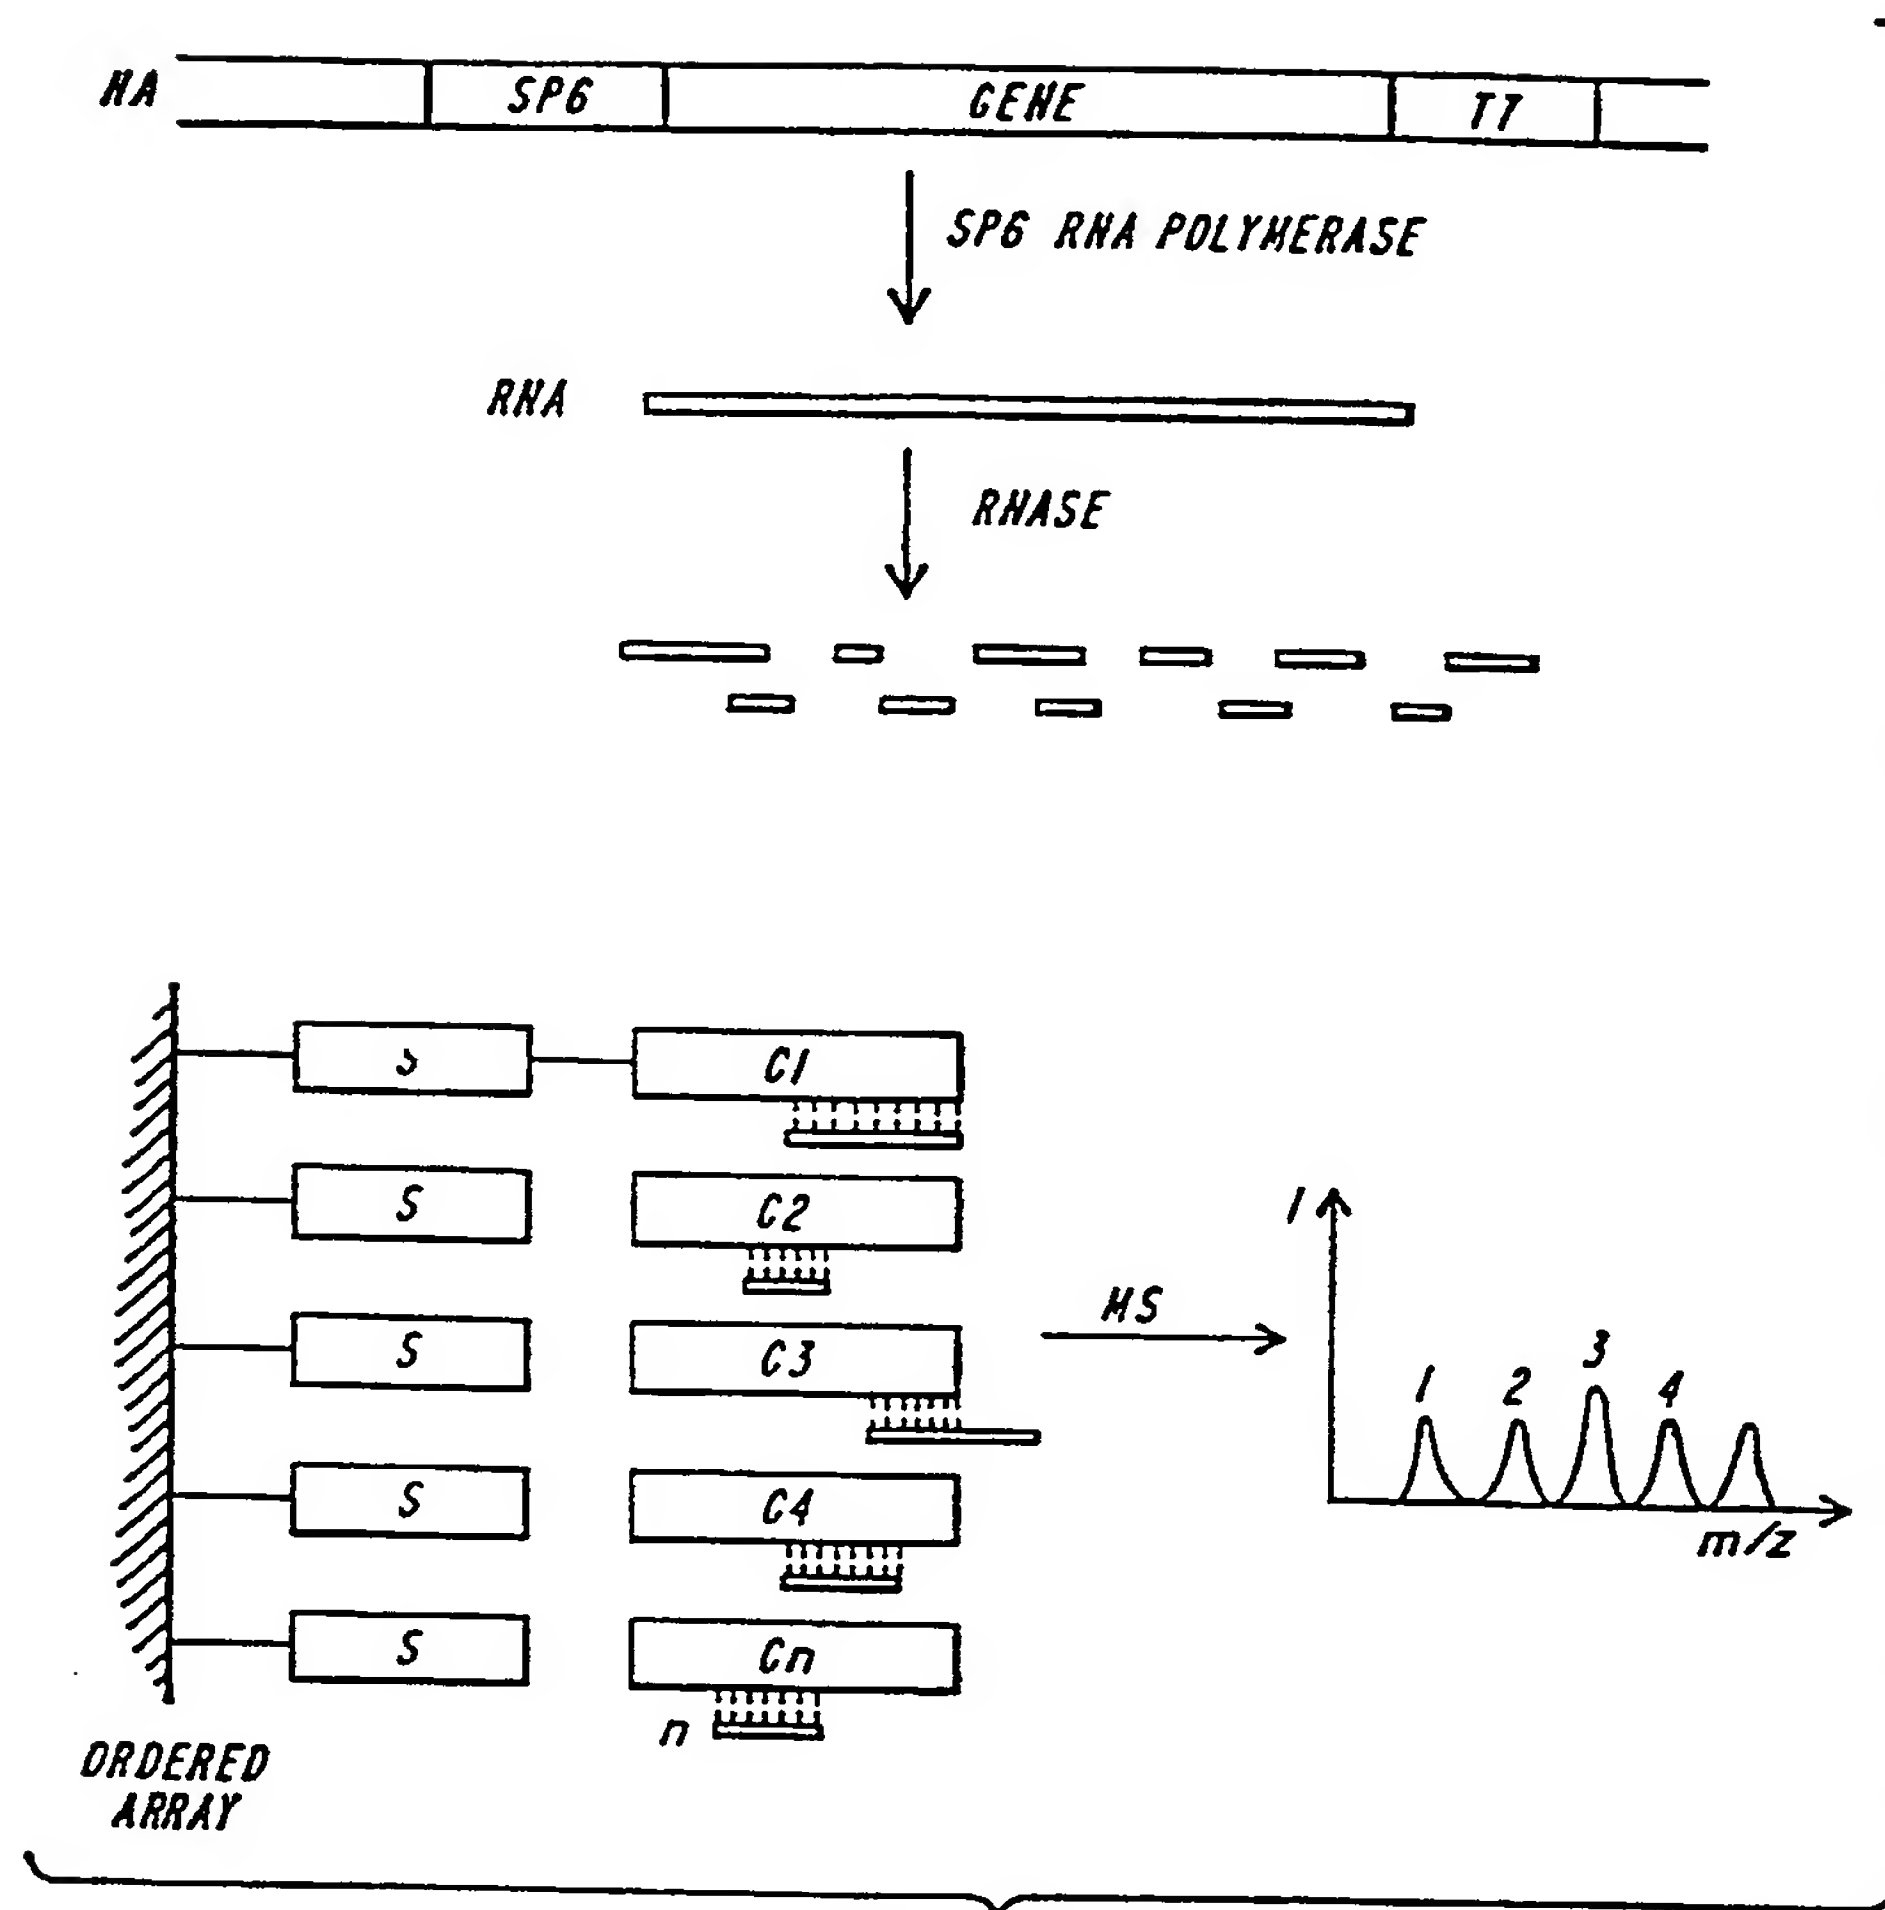 NA SP6 GENE T7
SP6 RNA POLYMERASE
RNA
RNASE
S C1
S C2
S C3
S C4
S Cn
n
ORDERED
ARRAY
MS
I
1 2 3 4
m/z